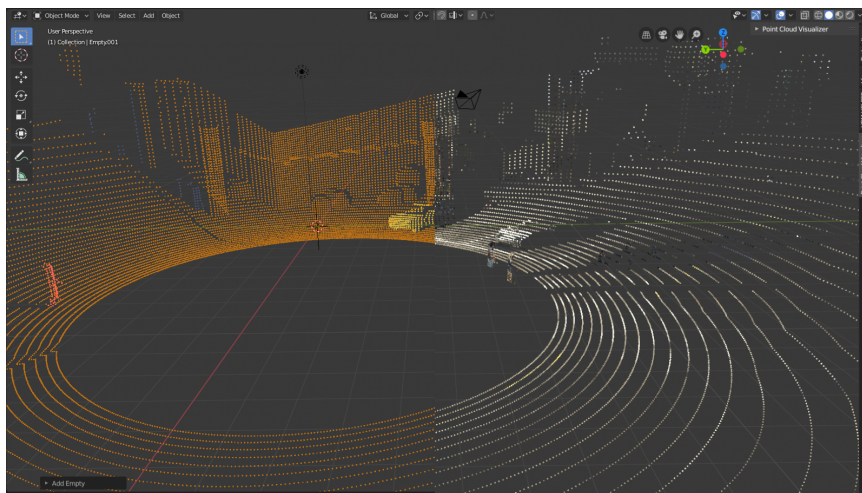 Object Mode View Select Add Object
Global
User Perspective
(1) Collection | Empty.001
Z
Y
Point Cloud Visualizer
Add Empty